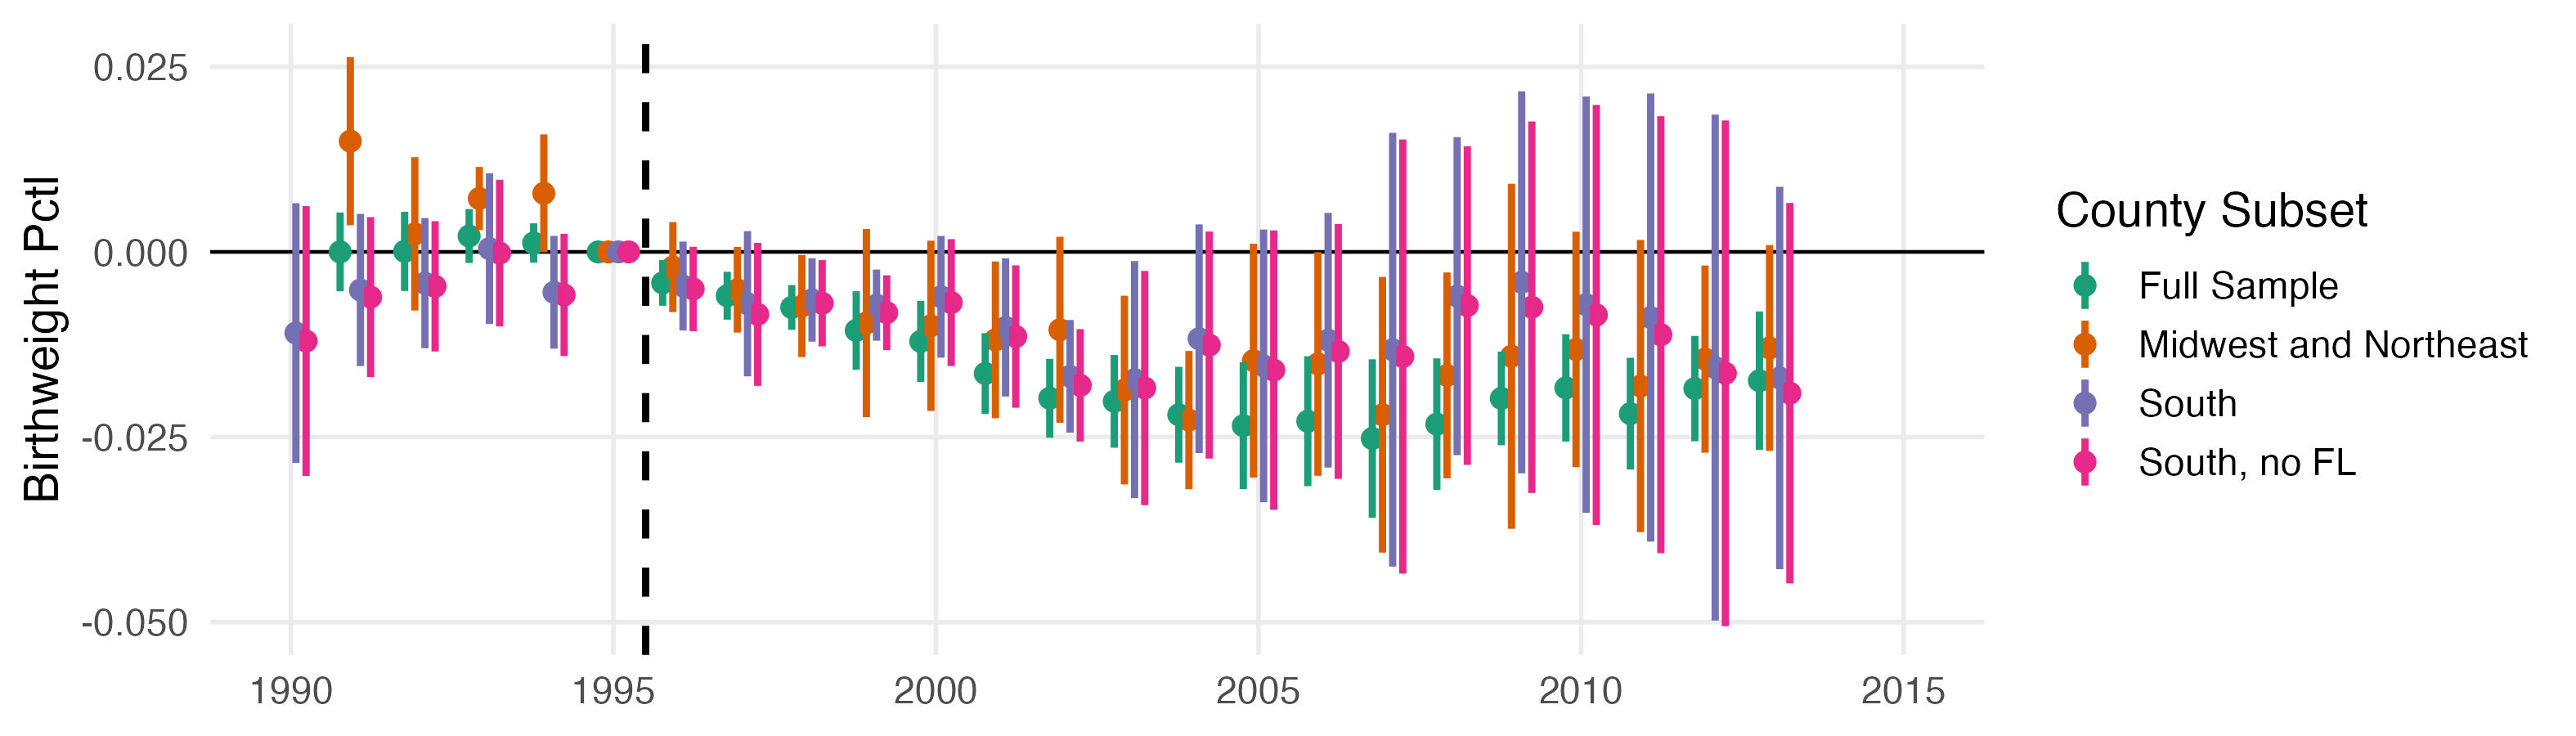 Birthweight Pctl
0.025
0.000
-0.025
-0.050
1990
1995
2000
2005
2010
2015
County Subset
Full Sample
Midwest and Northeast
South
South, no FL